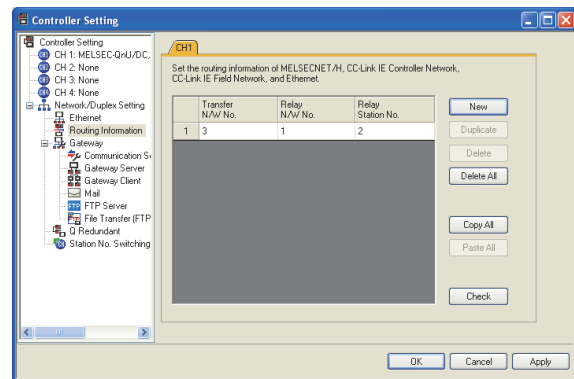 Controller Setting
Controller Setting
CH 1: MELSEC-QnU/DC,
CH 2: None
CH 3: None
CH 4: None
Network/Duplex Setting
Ethernet
Routing Information
Gateway
Communication S
Gateway Server
Gateway Client
Mail
FTP Server
File Transfer (FTP
Q Redundant
Station No. Switching
CH1
Set the routing information of MELSECNET/H, CC-Link IE Controller Network,
CC-Link IE Field Network, and Ethernet.
Transfer N/W No. Relay N/W No. Relay Station No.
1 3 1 2
New
Duplicate
Delete
Delete All
Copy All
Paste All
Check
OK Cancel Apply